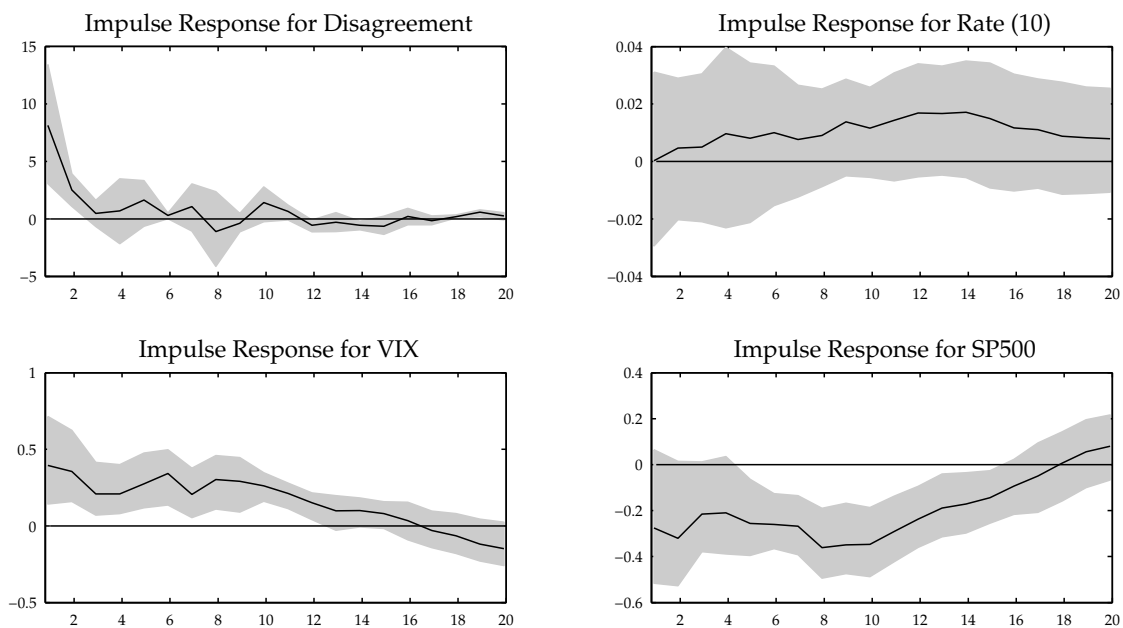 Impulse Response for Disagreement
15
10
5
0
−5
2 4 6 8 10 12 14 16 18 20
Impulse Response for Rate (10)
0.04
0.02
0
−0.02
−0.04
2 4 6 8 10 12 14 16 18 20
Impulse Response for VIX
1
0.5
0
−0.5
2 4 6 8 10 12 14 16 18 20
Impulse Response for SP500
0.4
0.2
0
−0.2
−0.4
−0.6
2 4 6 8 10 12 14 16 18 20